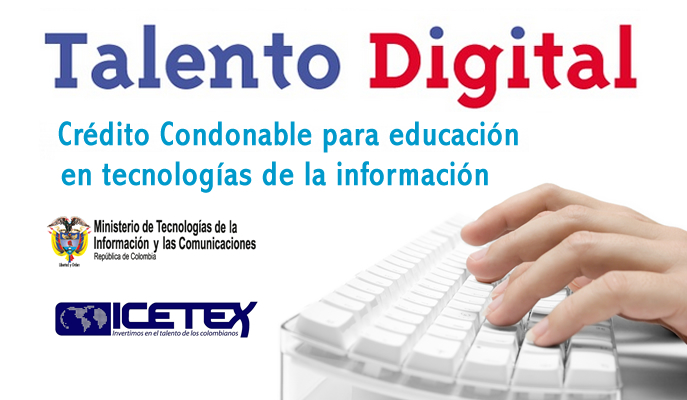 Talento Digital
Crédito Condonable para educación
en tecnologías de la información
Ministerio de Tecnologías de la
Información y las Comunicaciones
República de Colombia
Libertad y Orden
ICETEX
Invertimos en el talento de los colombianos